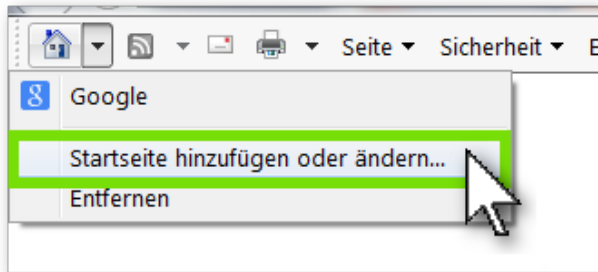 Seite Sicherheit
Google
Startseite hinzufügen oder ändern...
Entfernen